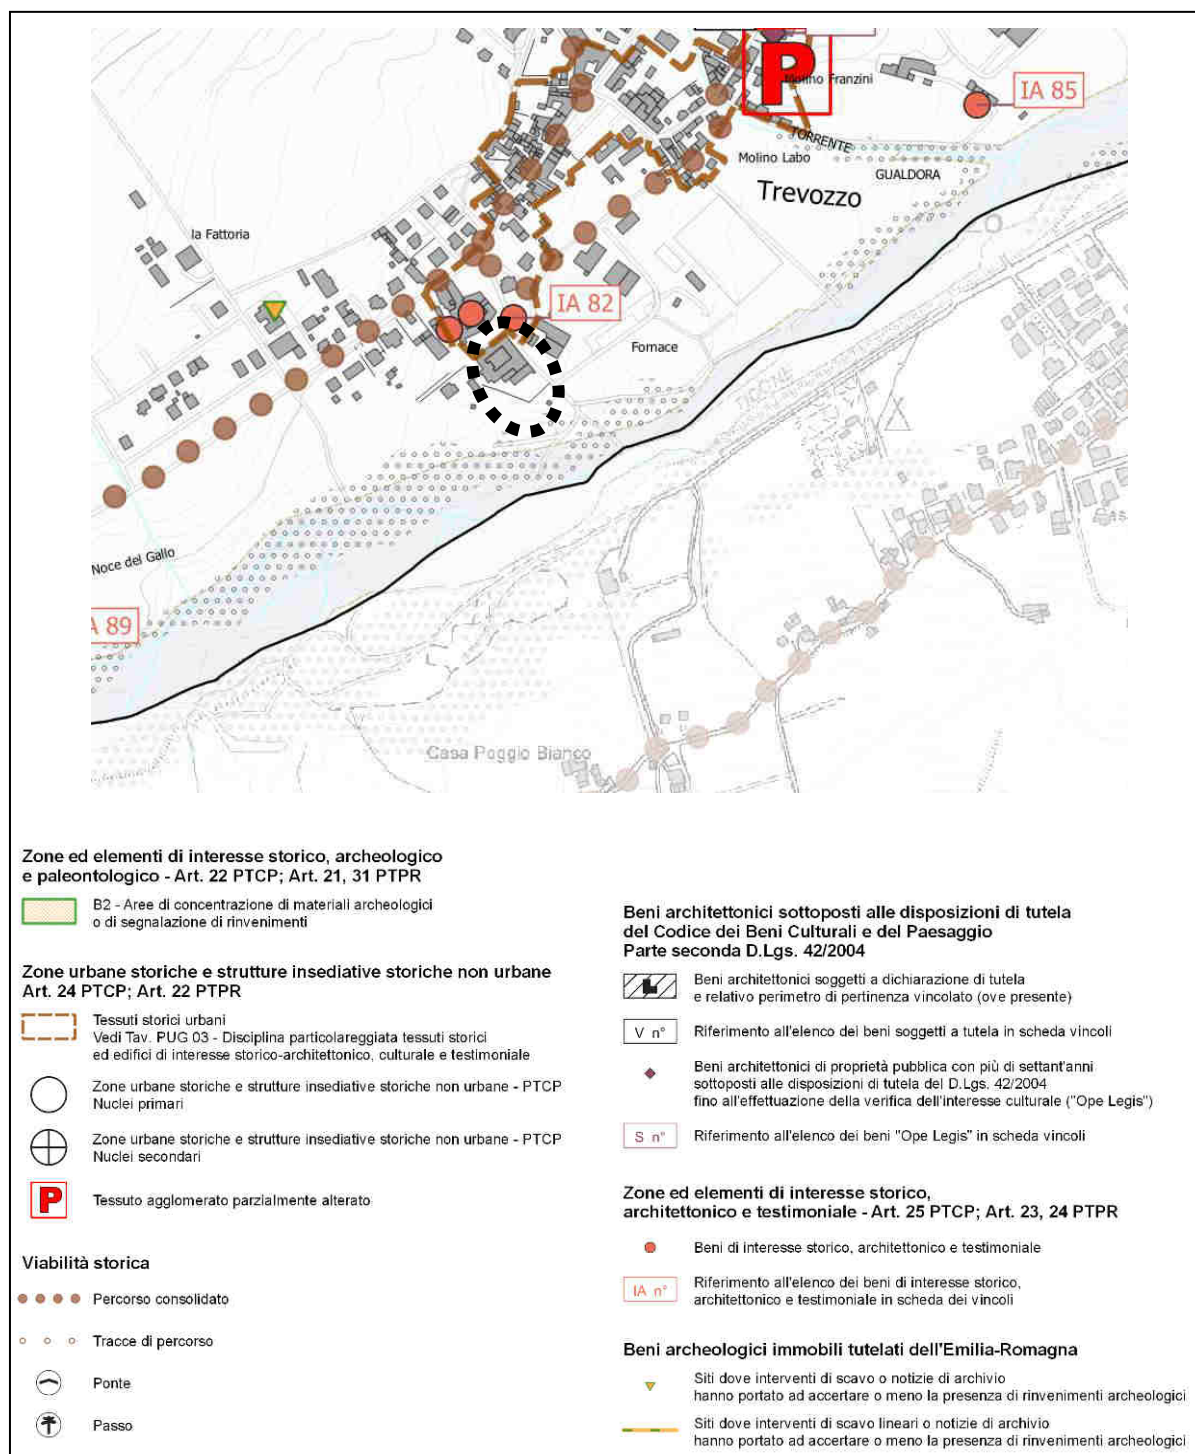 P
Molino Franzini
IA 85
TORRENTE
Molino Labo
GUALDORA
Trevozzo
la Fattoria
IA 82
Fornace
Noce del Gallo
A 89
Casa Poggio Bianco
Zone ed elementi di interesse storico, archeologico
e paleontologico - Art. 22 PTCP; Art. 21, 31 PTPR
B2 - Aree di concentrazione di materiali archeologici
o di segnalazione di rinvenimenti
Zone urbane storiche e strutture insediative storiche non urbane
Art. 24 PTCP; Art. 22 PTPR
Tessuti storici urbani
Vedi Tav. PUG 03 - Disciplina particolareggiata tessuti storici
ed edifici di interesse storico-architettonico, culturale e testimoniale
Zone urbane storiche e strutture insediative storiche non urbane - PTCP
Nuclei primari
Zone urbane storiche e strutture insediative storiche non urbane - PTCP
Nuclei secondari
P
Tessuto agglomerato parzialmente alterato
Viabilità storica
Percorso consolidato
Tracce di percorso
Ponte
Passo
Beni architettonici sottoposti alle disposizioni di tutela
del Codice dei Beni Culturali e del Paesaggio
Parte seconda D.Lgs. 42/2004
Beni architettonici soggetti a dichiarazione di tutela
e relativo perimetro di pertinenza vincolato (ove presente)
V n° Riferimento all'elenco dei beni soggetti a tutela in scheda vincoli
Beni architettonici di proprietà pubblica con più di settant'anni
sottoposti alle disposizioni di tutela del D.Lgs. 42/2004
fino all'effettuazione della verifica dell'interesse culturale ("Ope Legis")
S n° Riferimento all'elenco dei beni "Ope Legis" in scheda vincoli
Zone ed elementi di interesse storico,
architettonico e testimoniale - Art. 25 PTCP; Art. 23, 24 PTPR
Beni di interesse storico, architettonico e testimoniale
IA n° Riferimento all'elenco dei beni di interesse storico,
architettonico e testimoniale in scheda dei vincoli
Beni archeologici immobili tutelati dell'Emilia-Romagna
Siti dove interventi di scavo o notizie di archivio
hanno portato ad accertare o meno la presenza di rinvenimenti archeologici
Siti dove interventi di scavo lineari o notizie di archivio
hanno portato ad accertare o meno la presenza di rinvenimenti archeologici